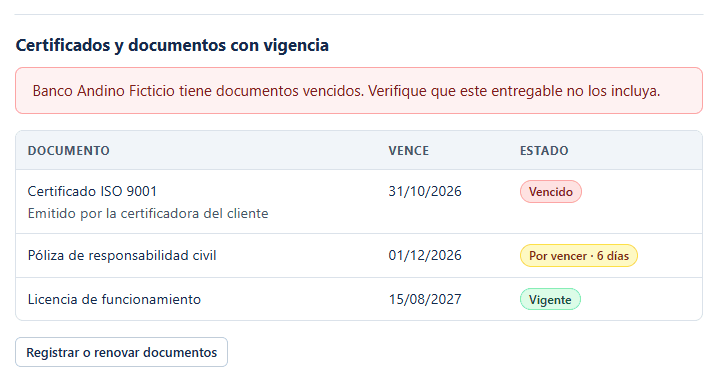 Certificados y documentos con vigencia
Banco Andino Ficticio tiene documentos vencidos. Verifique que este entregable no los incluya.
DOCUMENTO VENCE ESTADO
Certificado ISO 9001 31/10/2026 Vencido
Emitido por la certificadora del cliente
Póliza de responsabilidad civil 01/12/2026 Por vencer · 6 días
Licencia de funcionamiento 15/08/2027 Vigente
Registrar o renovar documentos